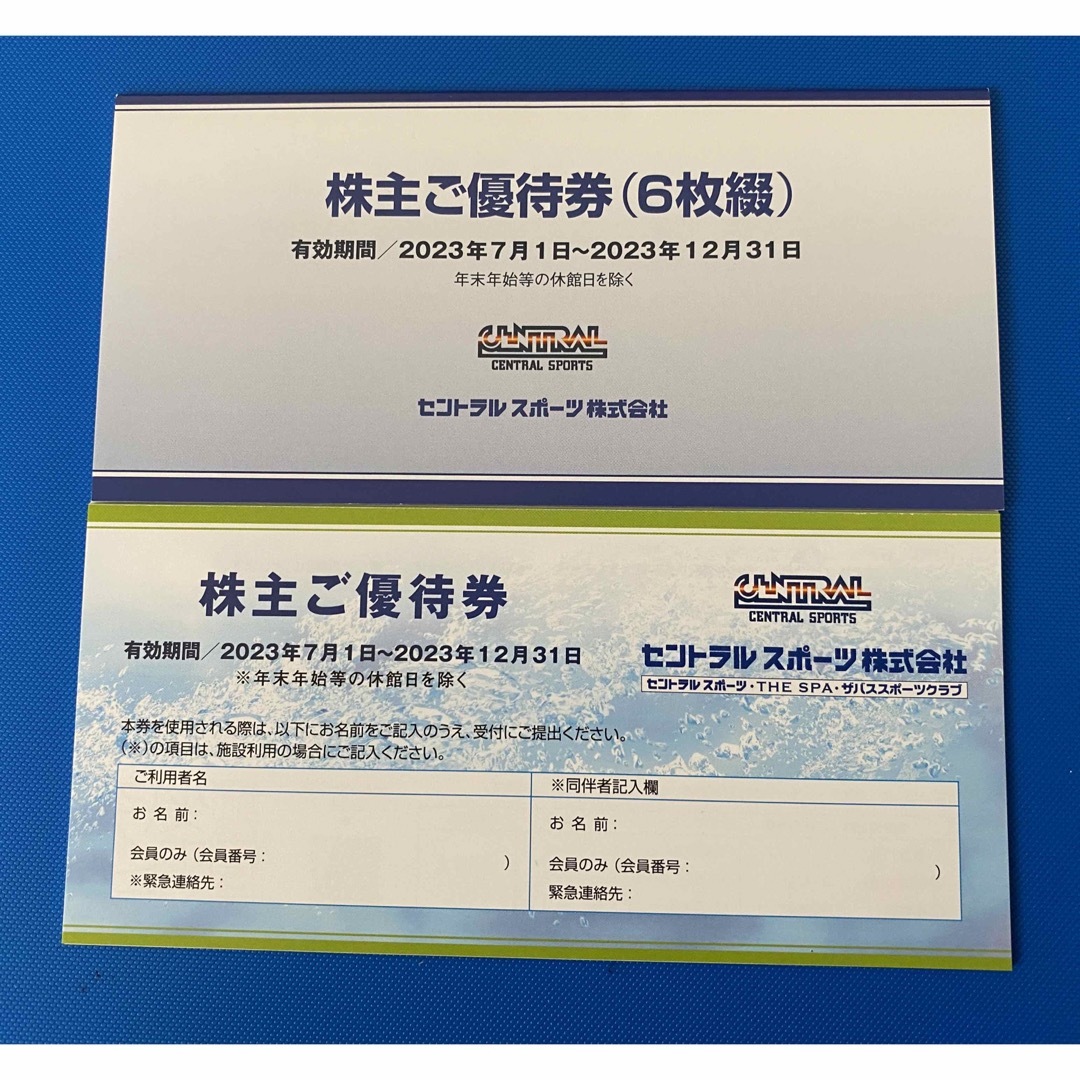 株主ご優待券（6枚綴）
有効期間／2023年7月1日～2023年12月31日
年末年始等の休館日を除く
CENTRAL
CENTRAL SPORTS
セントラルスポーツ株式会社
株主ご優待券
有効期間／2023年7月1日～2023年12月31日
※年末年始等の休館日を除く
CENTRAL
CENTRAL SPORTS
セントラルスポーツ株式会社
セントラルスポーツ・THE SPA・ザバススポーツクラブ
本券を使用される際は、以下にお名前をご記入のうえ、受付にご提出ください。
（※）の項目は、施設利用の場合にご記入ください。
ご利用者名
お 名 前：
会員のみ（会員番号：　）
※緊急連絡先：
※同伴者記入欄
お 名 前：
会員のみ（会員番号：　）
緊急連絡先：